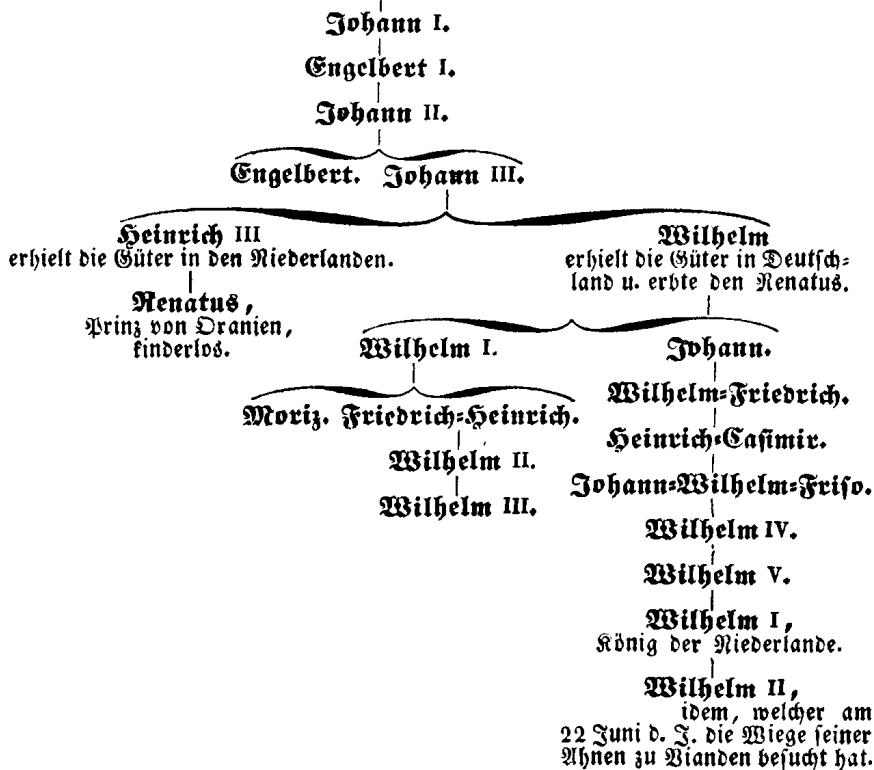 Johann I.
Engelbert I.
Johann II.
Engelbert. Johann III.
Heinrich III
erhielt die Güter in den Niederlanden.
Wilhelm
erhielt die Güter in Deutsch=
land u. erbte den Renatus.
Renatus,
Prinz von Oranien,
kinderlos.
Wilhelm I.
Johann.
Moriz. Friedrich=Heinrich.
Wilhelm II.
Wilhelm III.
Wilhelm=Friedrich.
Heinrich=Casimir.
Johann=Wilhelm=Friso.
Wilhelm IV.
Wilhelm V.
Wilhelm I,
König der Niederlande.
Wilhelm II,
idem, welcher am
22 Juni d. J. die Wiege seiner
Ahnen zu Vianden besucht hat.